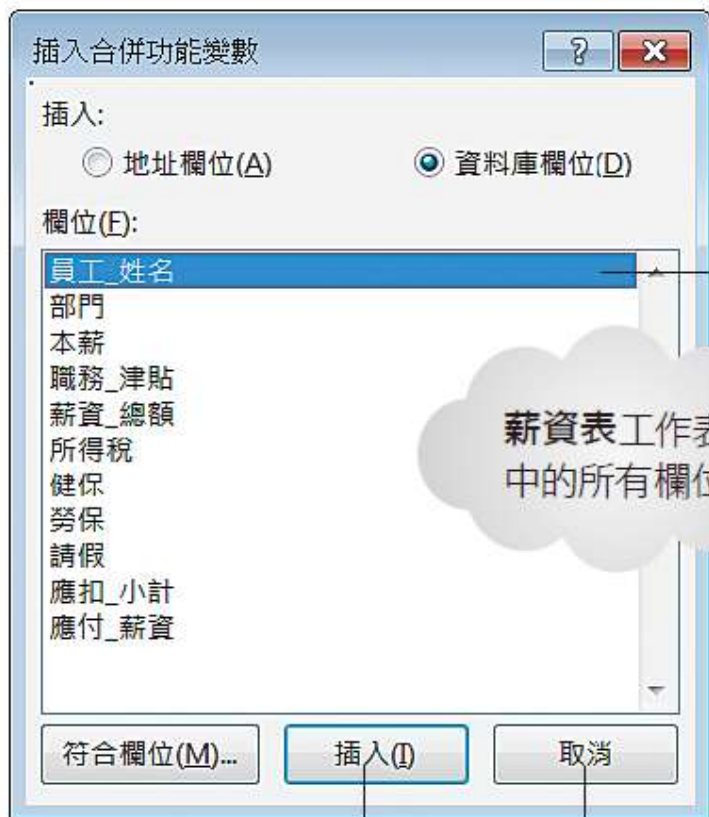 插入合併功能變數
插入:
地址欄位(A) 資料庫欄位(D)
欄位(F):
員工_姓名
部門
本薪
職務_津貼
薪資_總額
所得稅
健保
勞保
請假
應扣_小計
應付_薪資
薪資表工作表
中的所有欄位
符合欄位(M)... 插入(I) 取消